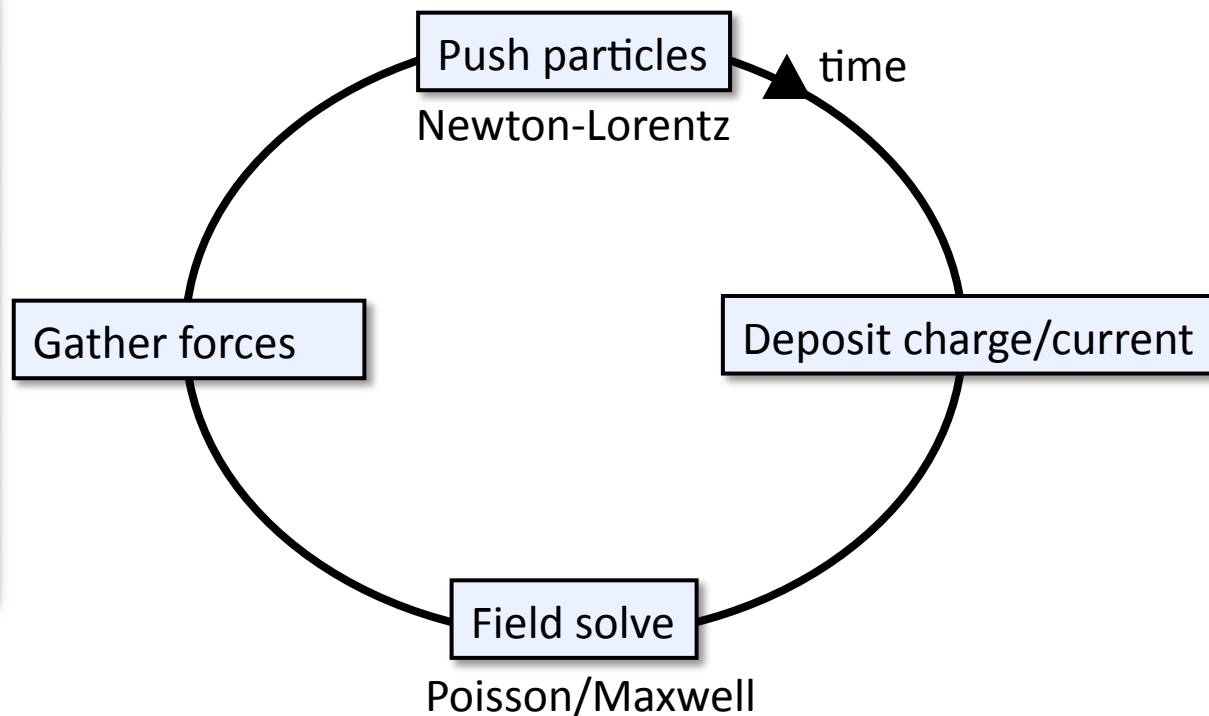 Push particles
time
Newton-Lorentz
Gather forces
Deposit charge/current
Field solve
Poisson/Maxwell